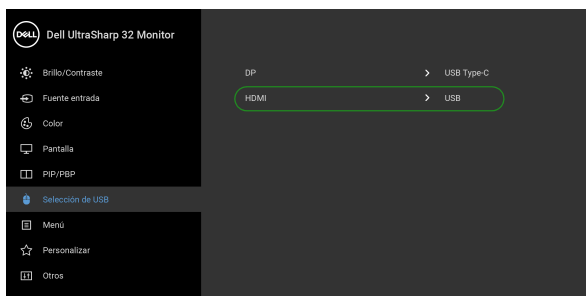 DELL Dell UltraSharp 32 Monitor
Brillo/Contraste
DP USB Type-C
Fuente entrada
HDMI USB
Color
Pantalla
PIP/PBP
Selección de USB
Menú
Personalizar
Otros